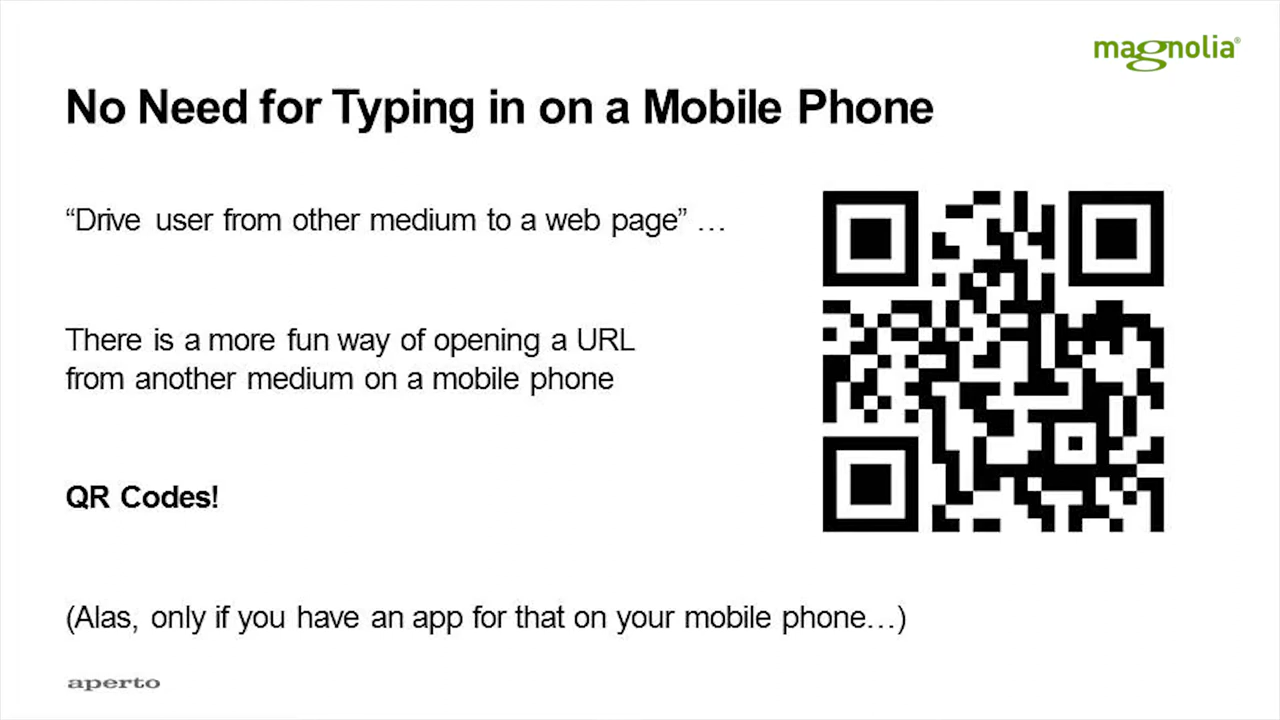 magnolia®
No Need for Typing in on a Mobile Phone
“Drive user from other medium to a web page” …
There is a more fun way of opening a URL
from another medium on a mobile phone
QR Codes!
(Alas, only if you have an app for that on your mobile phone…)
aperto